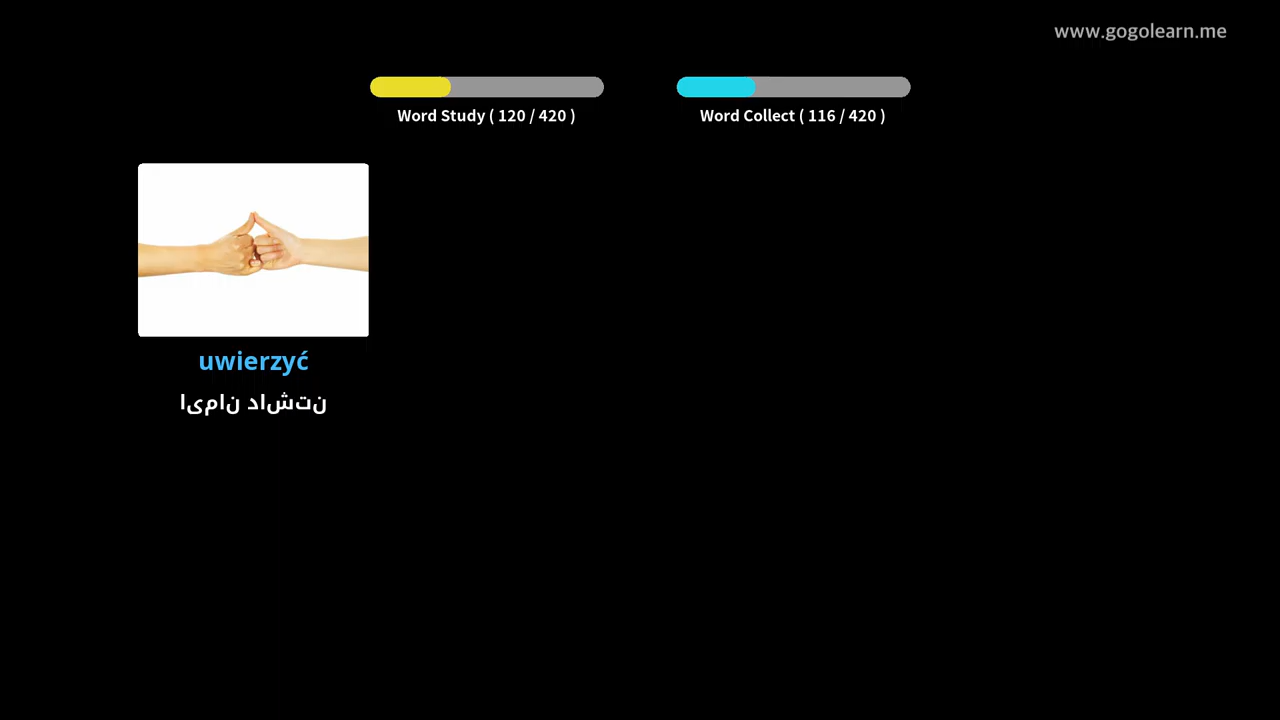 www.gogolearn.me
Word Study ( 120 / 420 )
Word Collect ( 116 / 420 )
uwierzyć
ایمان داشتن